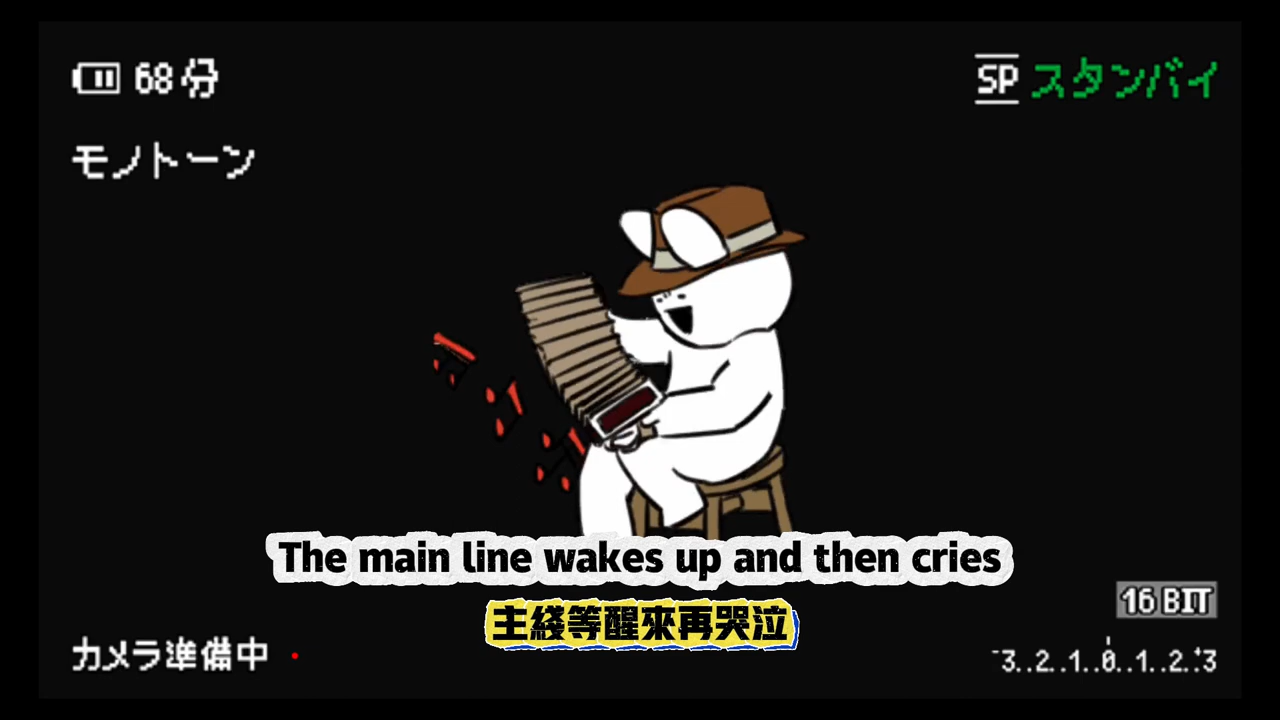 68分
SP スタンバイ
モノトーン
The main line wakes up and then cries
主綫等醒來再哭泣
16 BIT
カメラ準備中
-3..2..1..0..1..2..+3